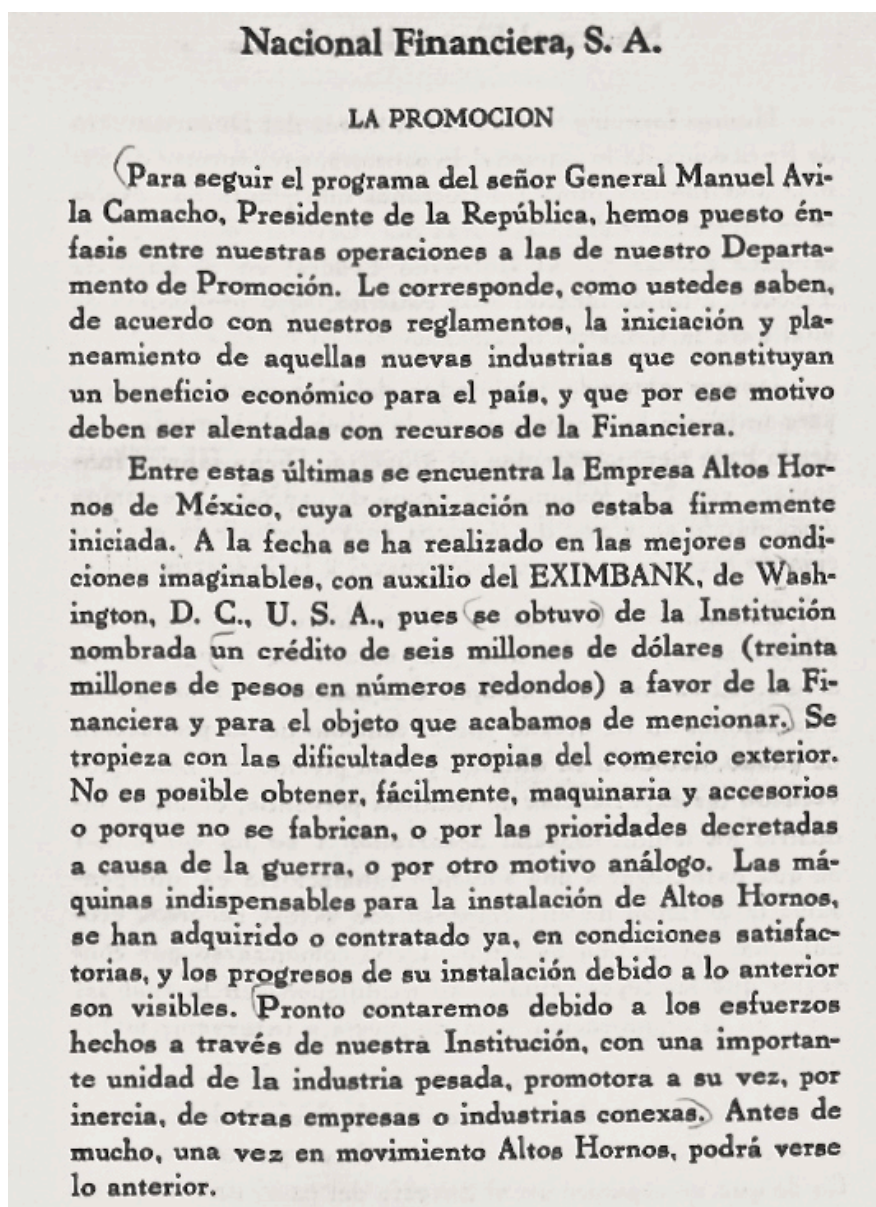 Nacional Financiera, S. A.
LA PROMOCION
Para seguir el programa del señor General Manuel Avi-
la Camacho, Presidente de la República, hemos puesto én-
fasis entre nuestras operaciones a las de nuestro Departa-
mento de Promoción. Le corresponde, como ustedes saben,
de acuerdo con nuestros reglamentos, la iniciación y pla-
neamiento de aquellas nuevas industrias que constituyan
un beneficio económico para el país, y que por ese motivo
deben ser alentadas con recursos de la Financiera.
Entre estas últimas se encuentra la Empresa Altos Hor-
nos de México, cuya organización no estaba firmemente
iniciada. A la fecha se ha realizado en las mejores condi-
ciones imaginables, con auxilio del EXIMBANK, de Wash-
ington, D. C., U. S. A., pues se obtuvo de la Institución
nombrada un crédito de seis millones de dólares (treinta
millones de pesos en números redondos) a favor de la Fi-
nanciera y para el objeto que acabamos de mencionar. Se
tropieza con las dificultades propias del comercio exterior.
No es posible obtener, fácilmente, maquinaria y accesorios
o porque no se fabrican, o por las prioridades decretadas
a causa de la guerra, o por otro motivo análogo. Las má-
quinas indispensables para la instalación de Altos Hornos,
se han adquirido o contratado ya, en condiciones satisfac-
torias, y los progresos de su instalación debido a lo anterior
son visibles. Pronto contaremos debido a los esfuerzos
hechos a través de nuestra Institución, con una importan-
te unidad de la industria pesada, promotora a su vez, por
inercia, de otras empresas o industrias conexas. Antes de
mucho, una vez en movimiento Altos Hornos, podrá verse
lo anterior.